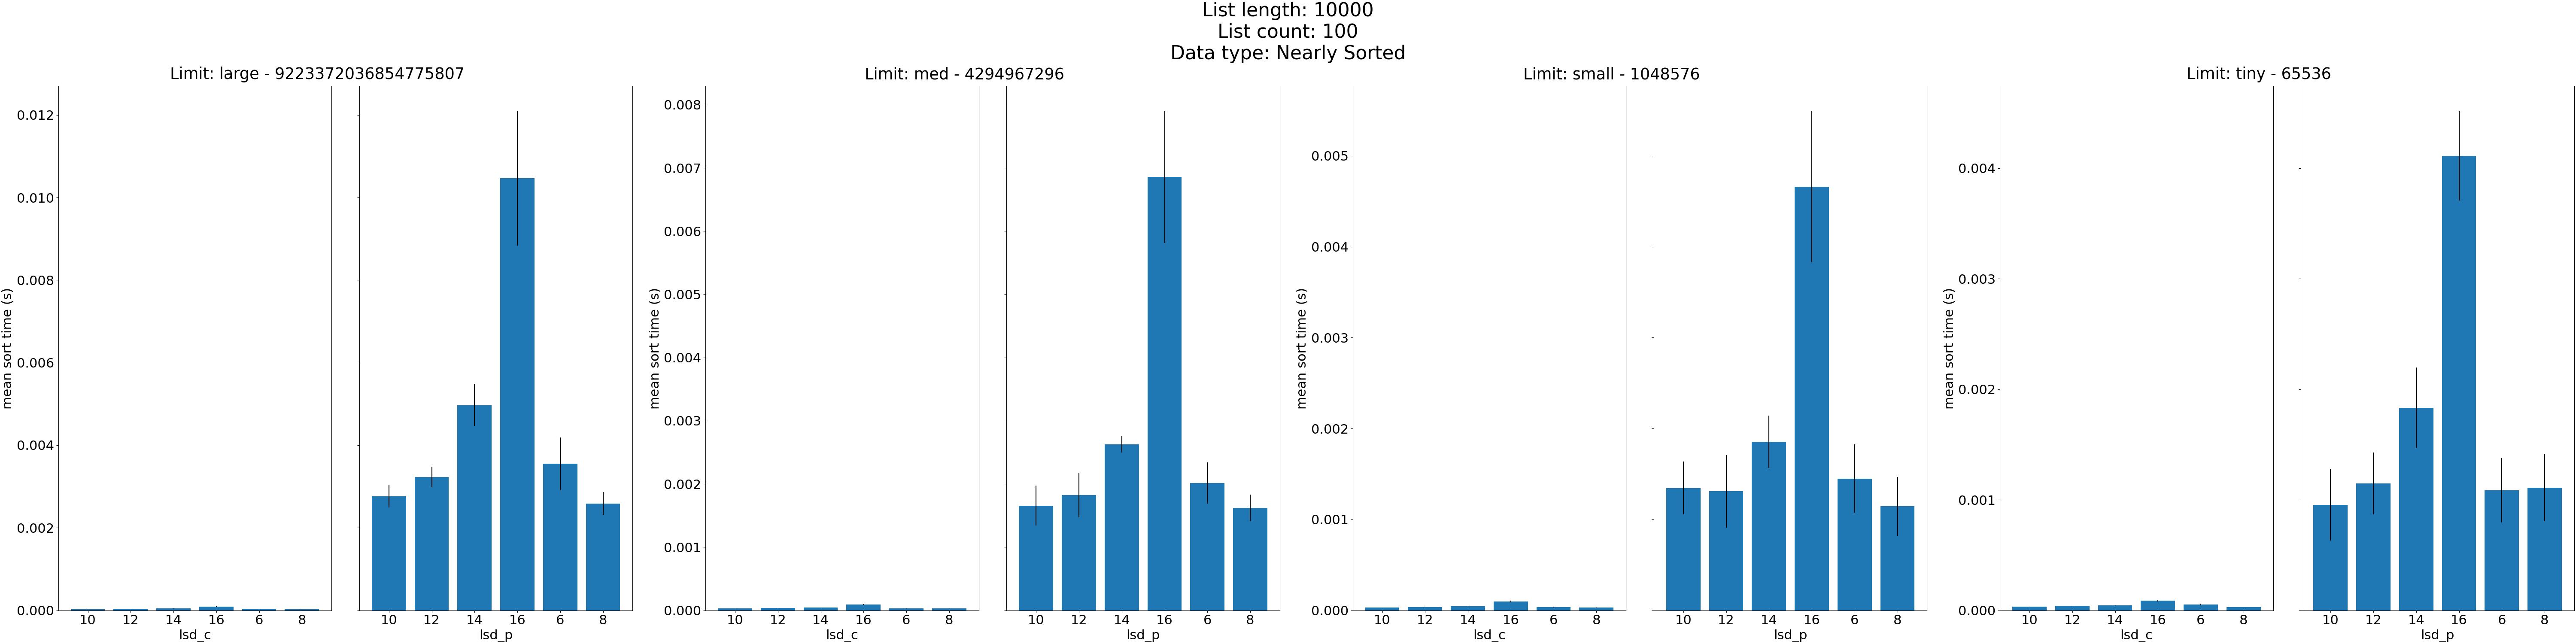 List length: 10000
List count: 100
Data type: Nearly Sorted
Limit: large - 9223372036854775807
mean sort time (s)
0.012
0.010
0.008
0.006
0.004
0.002
0.000
10 12 14 16 6 8
lsd_c
10 12 14 16 6 8
lsd_p
Limit: med - 4294967296
mean sort time (s)
0.008
0.007
0.006
0.005
0.004
0.003
0.002
0.001
0.000
10 12 14 16 6 8
lsd_c
10 12 14 16 6 8
lsd_p
Limit: small - 1048576
mean sort time (s)
0.005
0.004
0.003
0.002
0.001
0.000
10 12 14 16 6 8
lsd_c
10 12 14 16 6 8
lsd_p
Limit: tiny - 65536
mean sort time (s)
0.004
0.003
0.002
0.001
0.000
10 12 14 16 6 8
lsd_c
10 12 14 16 6 8
lsd_p